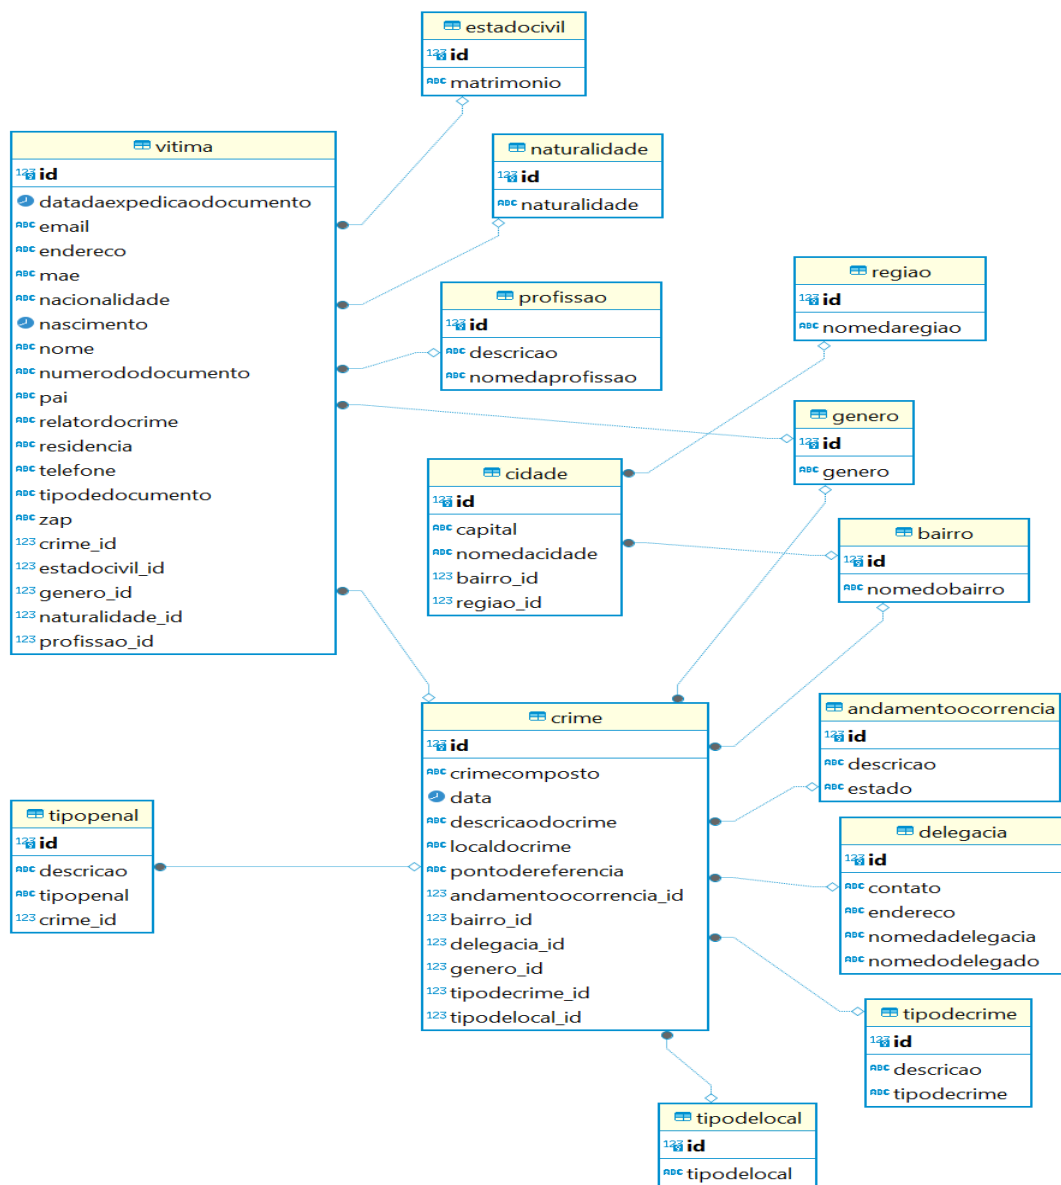 estadocivil
id
matrimonio
vitima
id
datadaexpedicaodocumento
email
endereco
mae
nacionalidade
nascimento
nome
numerododocumento
pai
relatordocrime
residencia
telefone
tipodedocumento
zap
crime_id
estadocivil_id
genero_id
naturalidade_id
profissao_id
naturalidade
id
naturalidade
profissao
id
descricao
nomedaprofissao
regiao
id
nomedaregiao
genero
id
genero
cidade
id
capital
nomedacidade
bairro_id
regiao_id
bairro
id
nomedobairro
crime
id
crimecomposto
data
descricaodocrime
localdocrime
pontodereferencia
andamentoocorrencia_id
bairro_id
delegacia_id
genero_id
tipodecrime_id
tipodelocal_id
andamentoocorrencia
id
descricao
estado
tipopenal
id
descricao
tipopenal
crime_id
delegacia
id
contato
endereco
nomedadelegacia
nomedodelegado
tipodecrime
id
descricao
tipodecrime
tipodelocal
id
tipodelocal